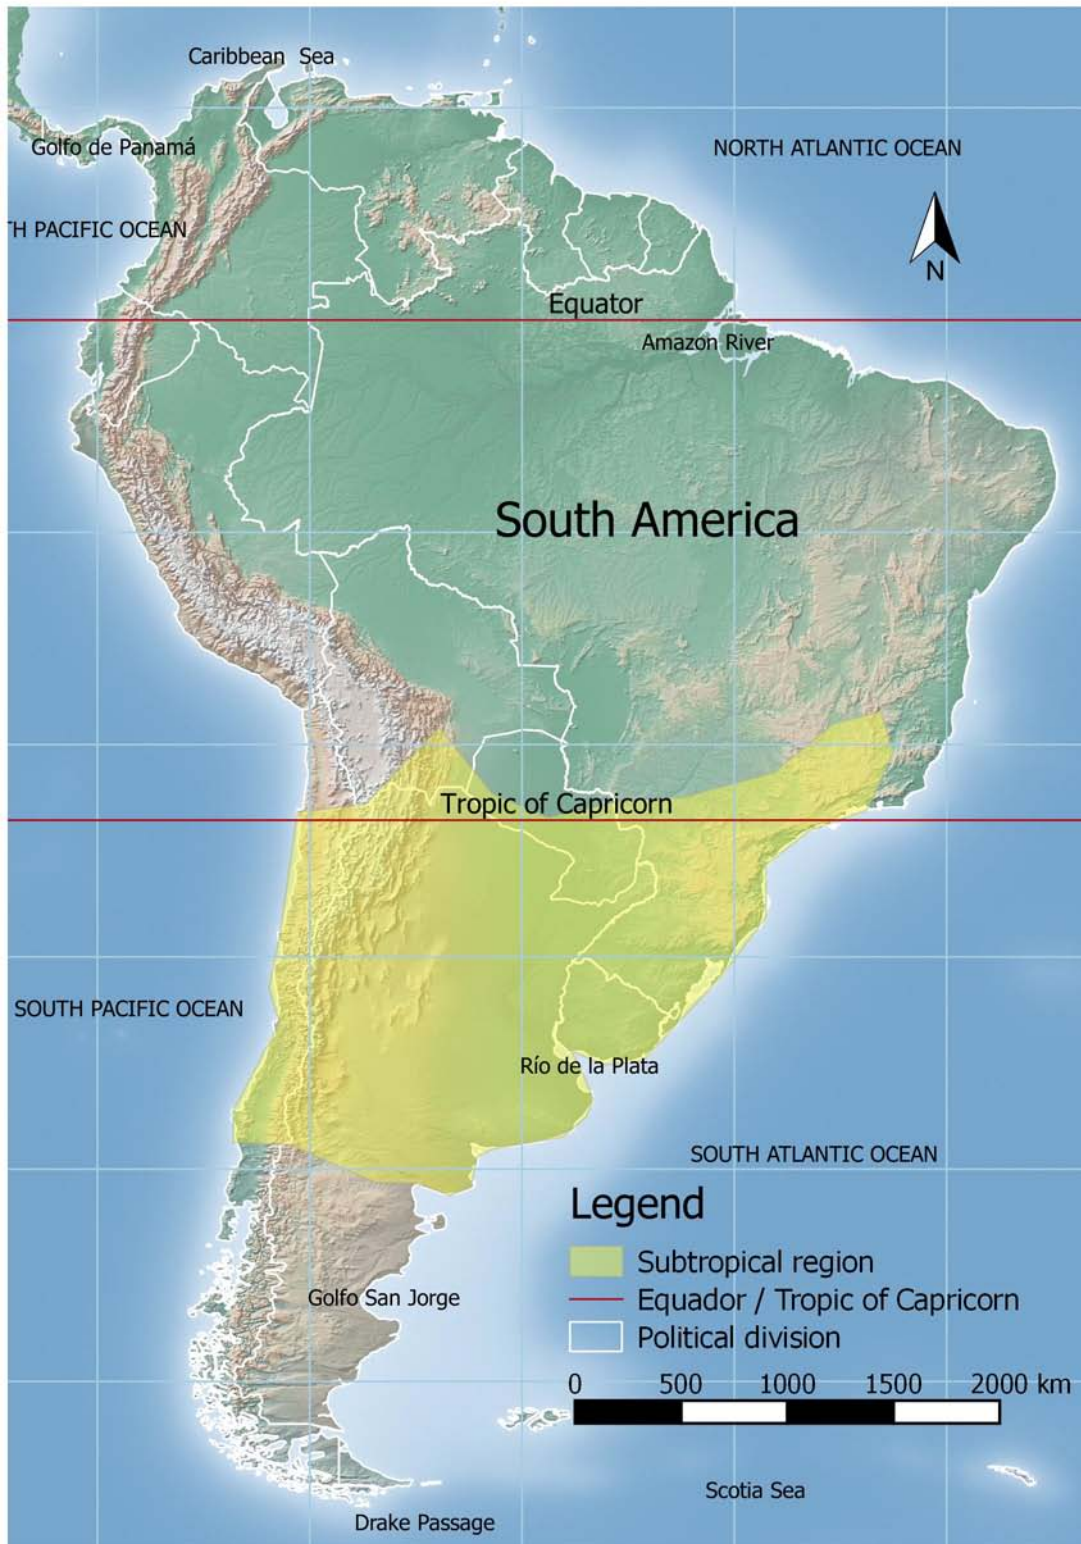 Caribbean Sea
Golfo de Panamá
NORTH ATLANTIC OCEAN
TH PACIFIC OCEAN
N
Equator
Amazon River
South America
Tropic of Capricorn
SOUTH PACIFIC OCEAN
Río de la Plata
SOUTH ATLANTIC OCEAN
Legend
Subtropical region
Golfo San Jorge
Equador / Tropic of Capricorn
Political division
0 500 1000 1500 2000 km
Scotia Sea
Drake Passage